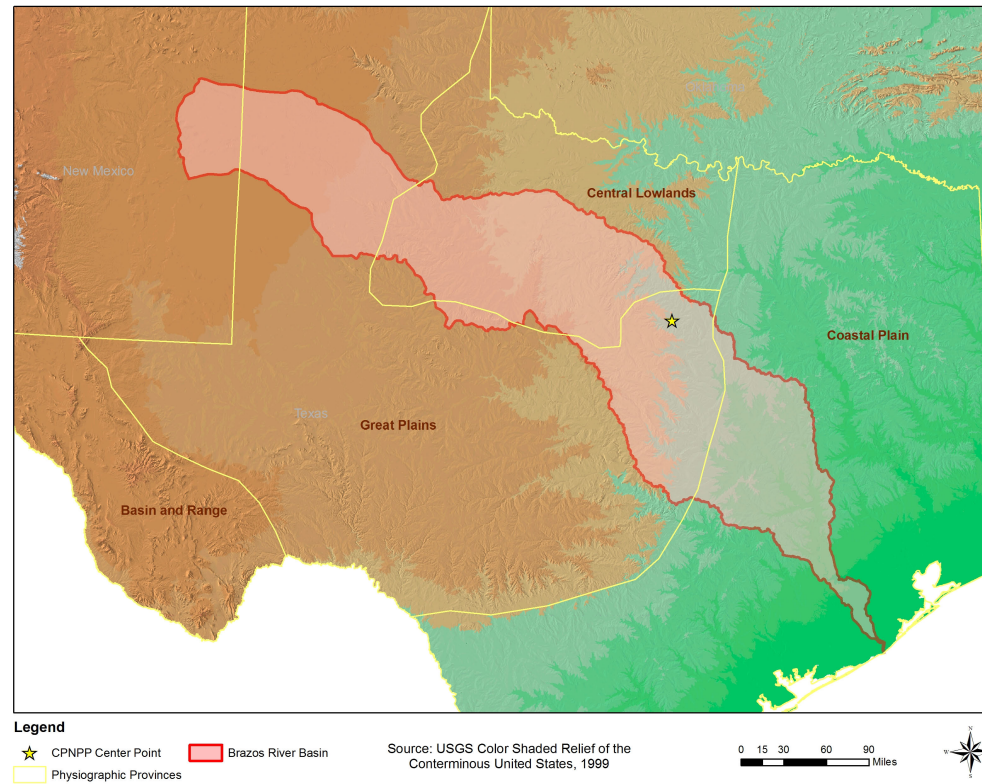 New Mexico
Central Lowlands
Coastal Plain
Texas
Great Plains
Basin and Range
Legend
CPNPP Center Point
Brazos River Basin
Physiographic Provinces
Source: USGS Color Shaded Relief of the
Conterminous United States, 1999
0 15 30 60 90
Miles
N
W
S